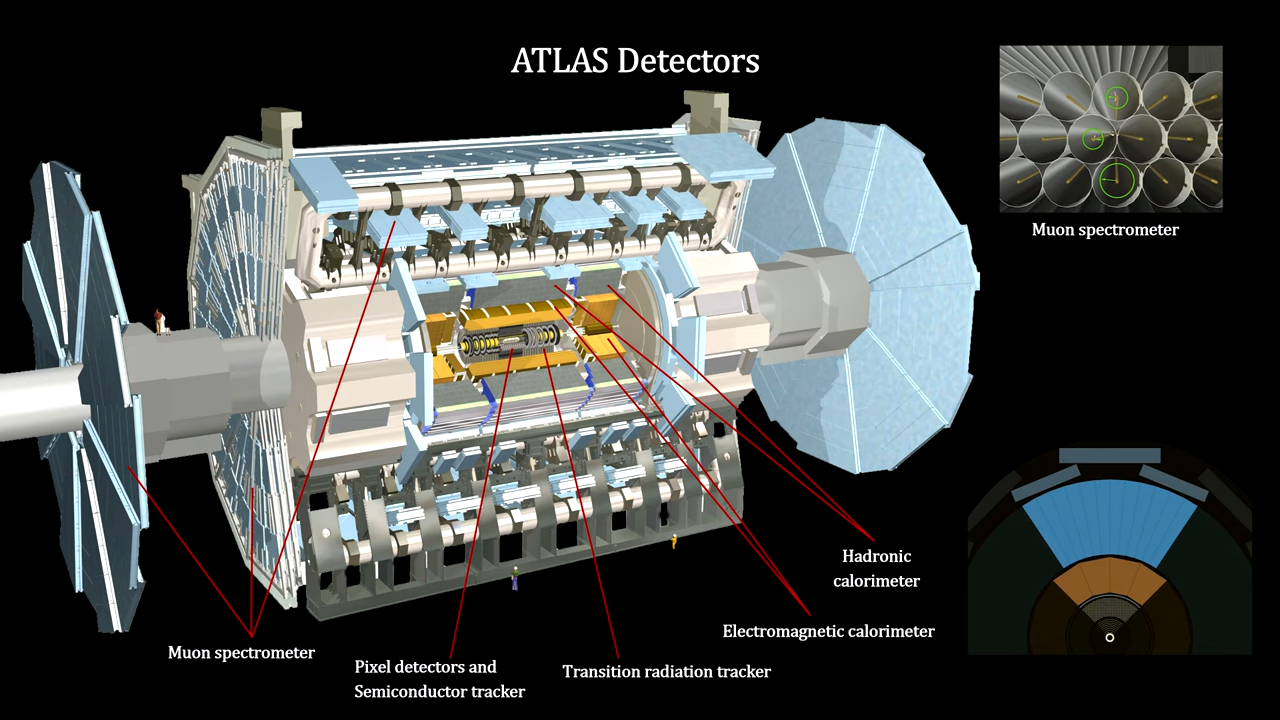 ATLAS Detectors
Muon spectrometer
Hadronic
calorimeter
Electromagnetic calorimeter
Muon spectrometer
Pixel detectors and
Semiconductor tracker
Transition radiation tracker